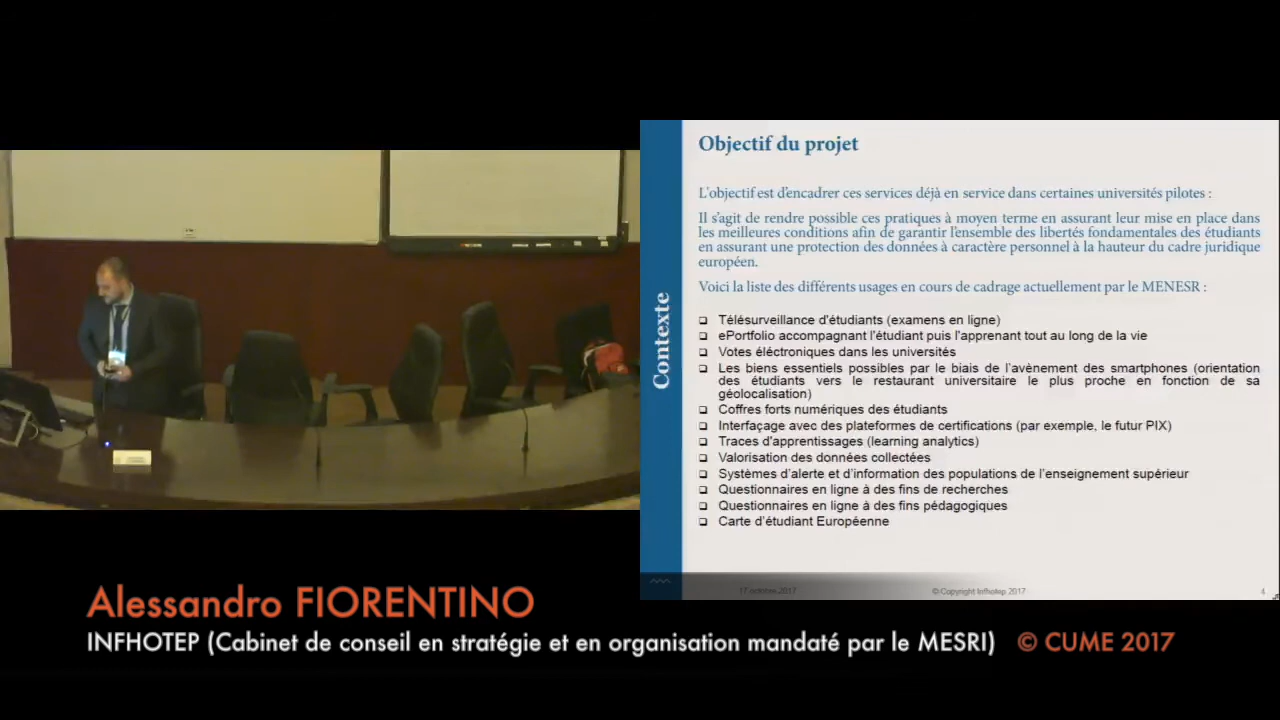 Objectif du projet
L'objectif est d'encadrer ces services déjà en service dans certaines universités pilotes :
Il s'agit de rendre possible ces pratiques à moyen terme en assurant leur mise en place dans
les meilleures conditions afin de garantir l'ensemble des libertés fondamentales des étudiants
en assurant une protection des données à caractère personnel à la hauteur du cadre juridique
européen.
Voici la liste des différents usages en cours de cadrage actuellement par le MENESR :
Contexte
❑ Télésurveillance d'étudiants (examens en ligne)
❑ ePortfolio accompagnant l'étudiant puis l'apprenant tout au long de la vie
❑ Votes éléctroniques dans les universités
❑ Les biens essentiels possibles par le biais de l'avènement des smartphones (orientation
des étudiants vers le restaurant universitaire le plus proche en fonction de sa
géolocalisation)
❑ Coffres forts numériques des étudiants
❑ Interfaçage avec des plateformes de certifications (par exemple, le futur PIX)
❑ Traces d'apprentissages (learning analytics)
❑ Valorisation des données collectées
❑ Systèmes d'alerte et d'information des populations de l'enseignement supérieur
❑ Questionnaires en ligne à des fins de recherches
❑ Questionnaires en ligne à des fins pédagogiques
❑ Carte d'étudiant Européenne
17 octobre 2017
© Copyright Infhotep 2017
4
Alessandro FIORENTINO
INFHOTEP (Cabinet de conseil en stratégie et en organisation mandaté par le MESRI) © CUME 2017